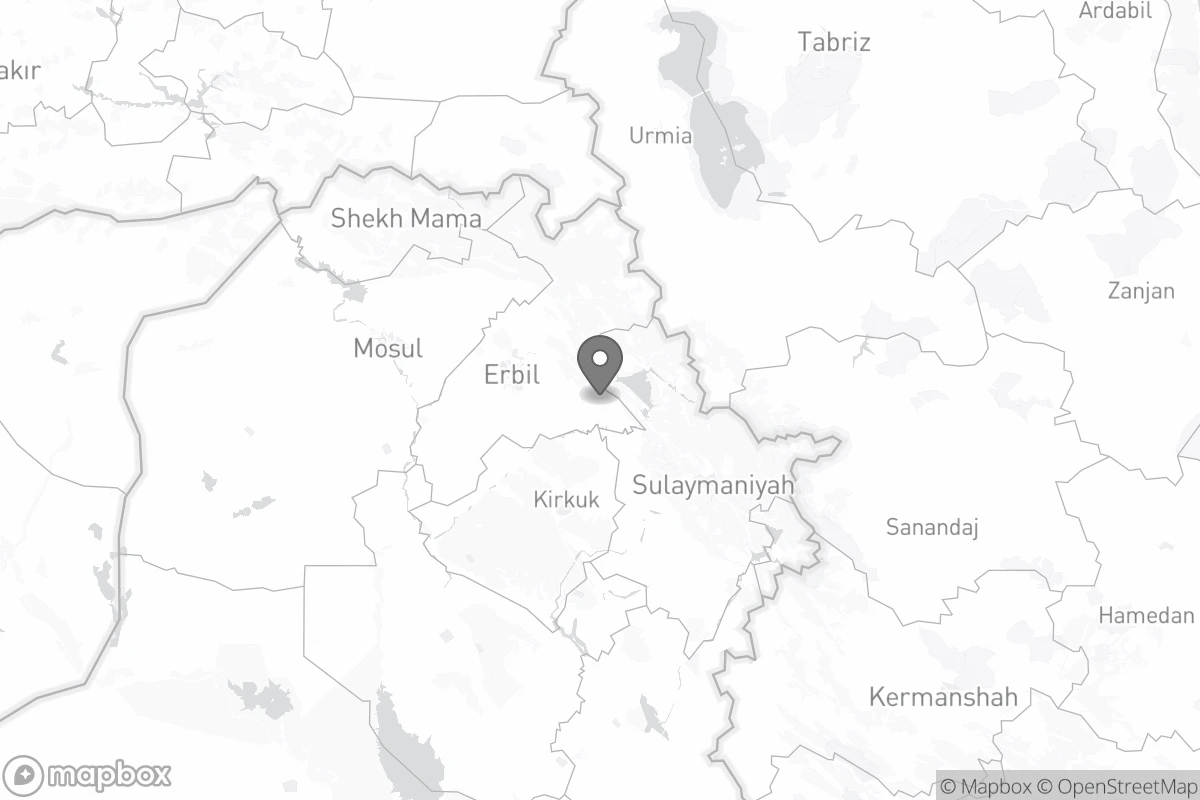 Ardabil
Tabriz
akır
Urmia
Shekh Mama
Zanjan
Mosul
Erbil
Sulaymaniyah
Kirkuk
Sanandaj
Hamedan
Kermanshah
mapbox
© Mapbox © OpenStreetMap